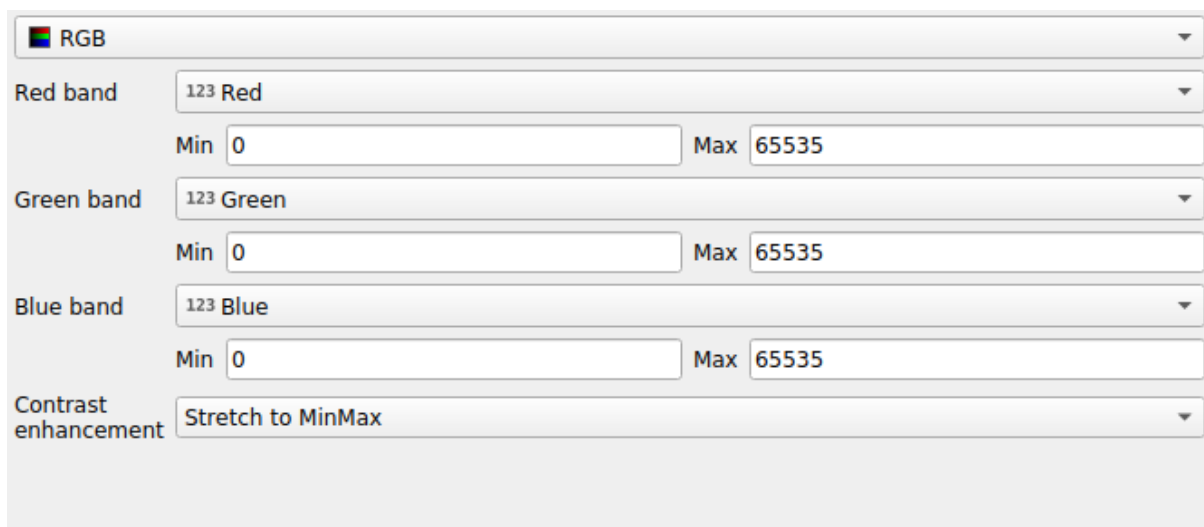 RGB
Red band 123 Red
Min 0 Max 65535
Green band 123 Green
Min 0 Max 65535
Blue band 123 Blue
Min 0 Max 65535
Contrast
enhancement Stretch to MinMax